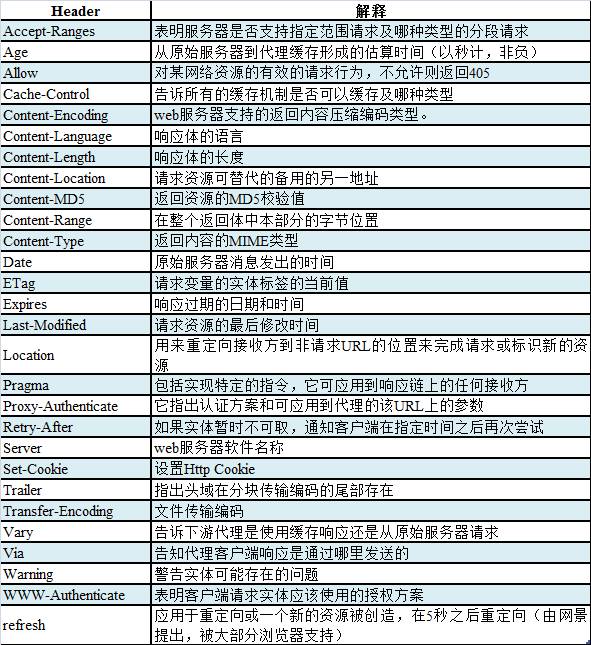 Header 解释
Accept-Ranges 表明服务器是否支持指定范围请求及哪种类型的分段请求
Age 从原始服务器到代理缓存形成的估算时间（以秒计，非负）
Allow 对某网络资源的有效的请求行为，不允许则返回405
Cache-Control 告诉所有的缓存机制是否可以缓存及哪种类型
Content-Encoding web服务器支持的返回内容压缩编码类型。
Content-Language 响应体的语言
Content-Length 响应体的长度
Content-Location 请求资源可替代的备用的另一地址
Content-MD5 返回资源的MD5校验值
Content-Range 在整个返回体中本部分的字节位置
Content-Type 返回内容的MIME类型
Date 原始服务器消息发出的时间
ETag 请求变量的实体标签的当前值
Expires 响应过期的日期和时间
Last-Modified 请求资源的最后修改时间
Location 用来重定向接收方到非请求URL的位置来完成请求或标识新的资
源
Pragma 包括实现特定的指令，它可应用到响应链上的任何接收方
Proxy-Authenticate 它指出认证方案和可应用到代理的该URL上的参数
Retry-After 如果实体暂时不可取，通知客户端在指定时间之后再次尝试
Server web服务器软件名称
Set-Cookie 设置Http Cookie
Trailer 指出头域在分块传输编码的尾部存在
Transfer-Encoding 文件传输编码
Vary 告诉下游代理是使用缓存响应还是从原始服务器请求
Via 告知代理客户端响应是通过哪里发送的
Warning 警告实体可能存在的问题
WWW-Authenticate 表明客户端请求实体应该使用的授权方案
refresh 应用于重定向或一个新的资源被创造，在5秒之后重定向（由网景
提出，被大部分浏览器支持）